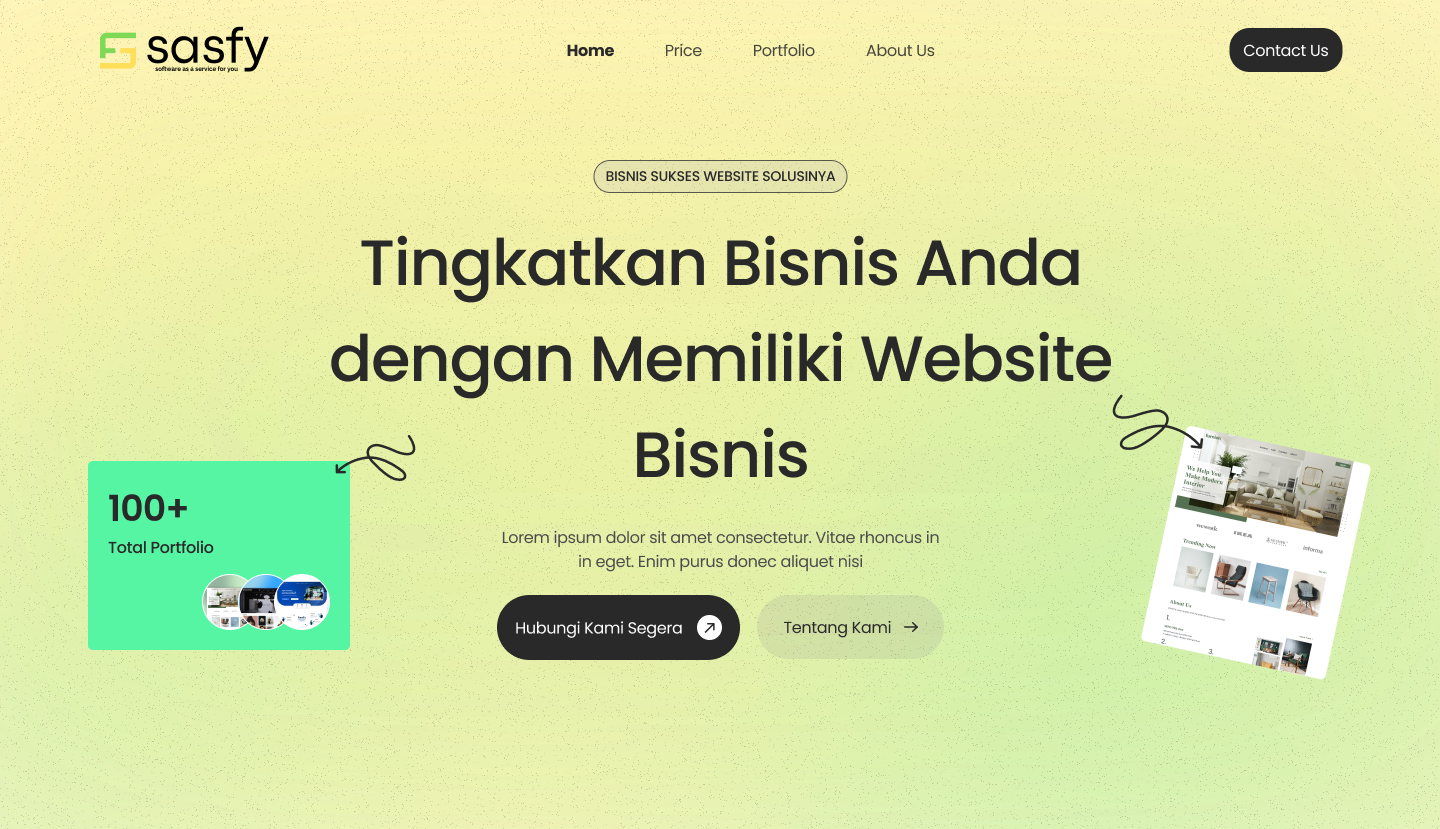 sasfy
software as a service for you
Home
Price
Portfolio
About Us
Contact Us
BISNIS SUKSES WEBSITE SOLUSINYA
Tingkatkan Bisnis Anda
dengan Memiliki Website
Bisnis
100+
Total Portfolio
Lorem ipsum dolor sit amet consectetur. Vitae rhoncus in
in eget. Enim purus donec aliquet nisi
Hubungi Kami Segera
Tentang Kami
We Help You
Make Modern
Interior
Trending Now
About Us
1.
2.
3.